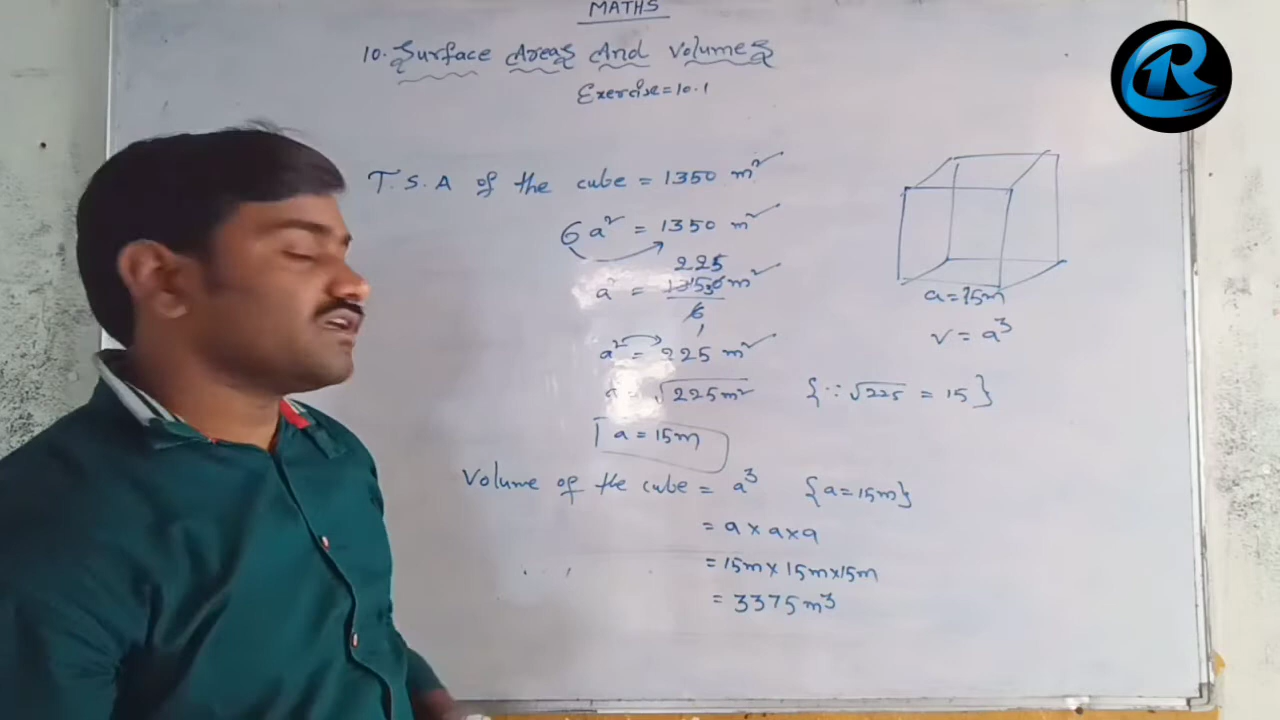 MATHS
10. Surface Areas And Volumes
Exercise = 10.1
T.S.A of the cube = 1350 m²
6a² = 1350 m²
225
a² = 1350 m²
6
1
a² = 225 m²
a = √225m² {∵ √225 = 15}
a = 15m
Volume of the cube = a³ {a = 15m}
= a × a × a
= 15m × 15m × 15m
= 3375 m³
a = 15m
V = a³
R